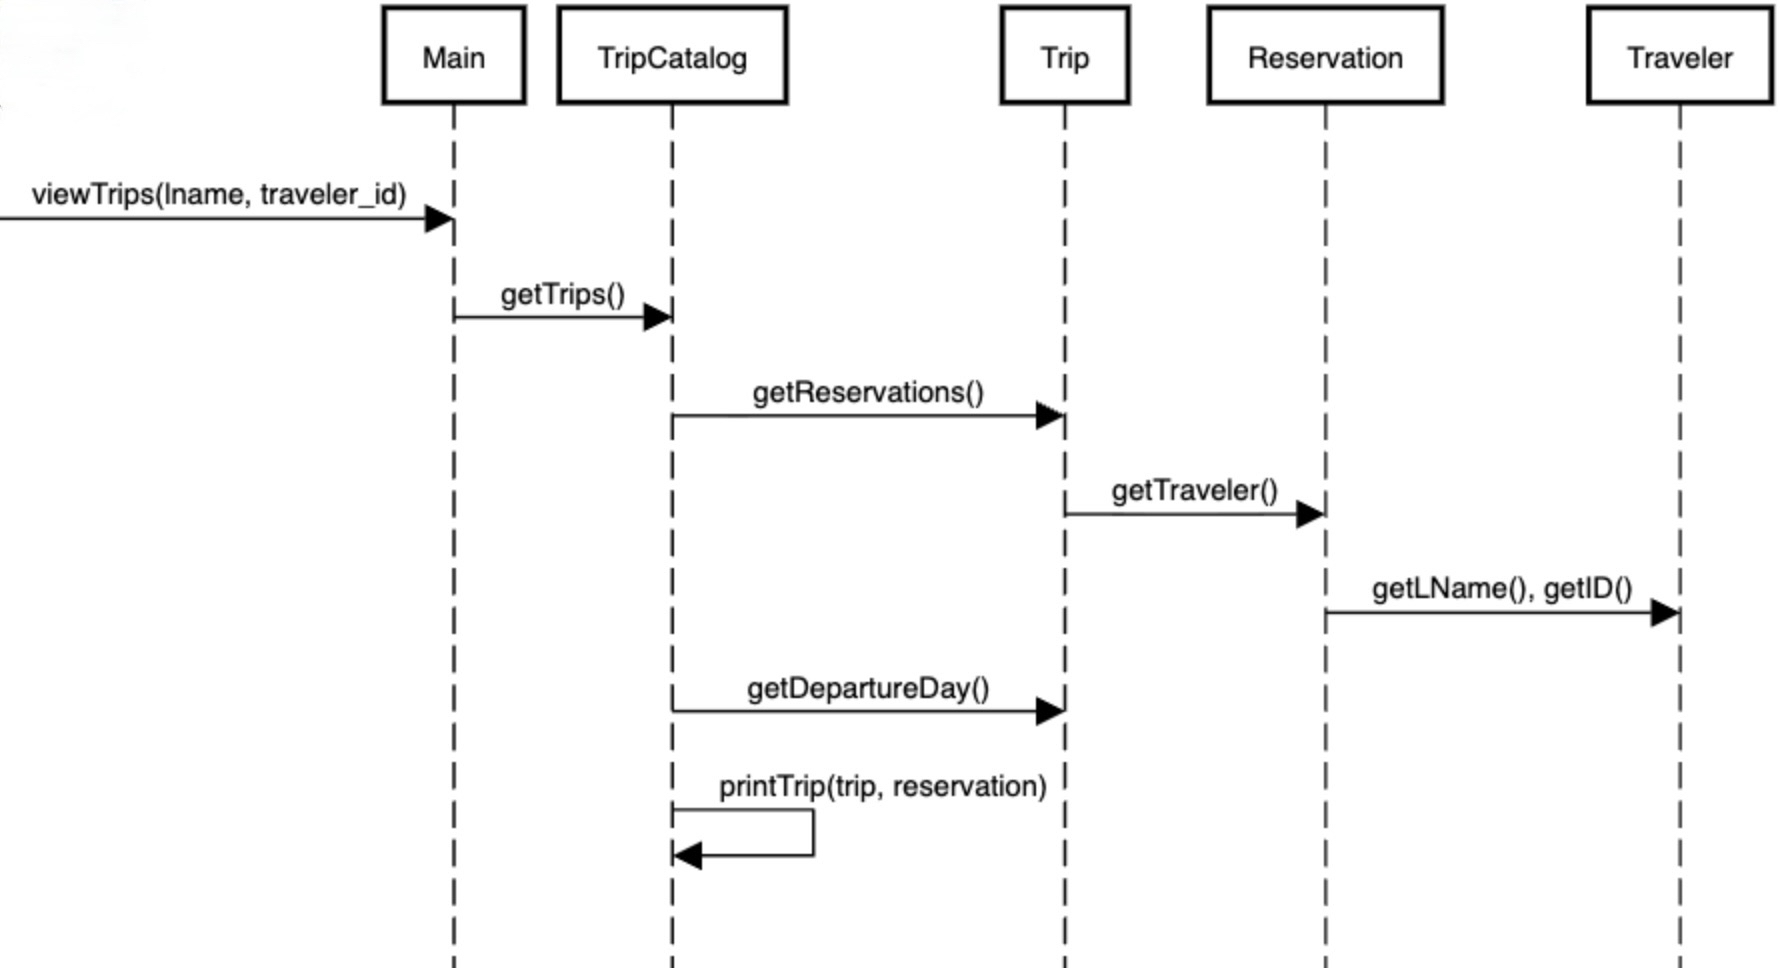 Main
TripCatalog
Trip
Reservation
Traveler
viewTrips(lname, traveler_id)
getTrips()
getReservations()
getTraveler()
getLName(), getID()
getDepartureDay()
printTrip(trip, reservation)